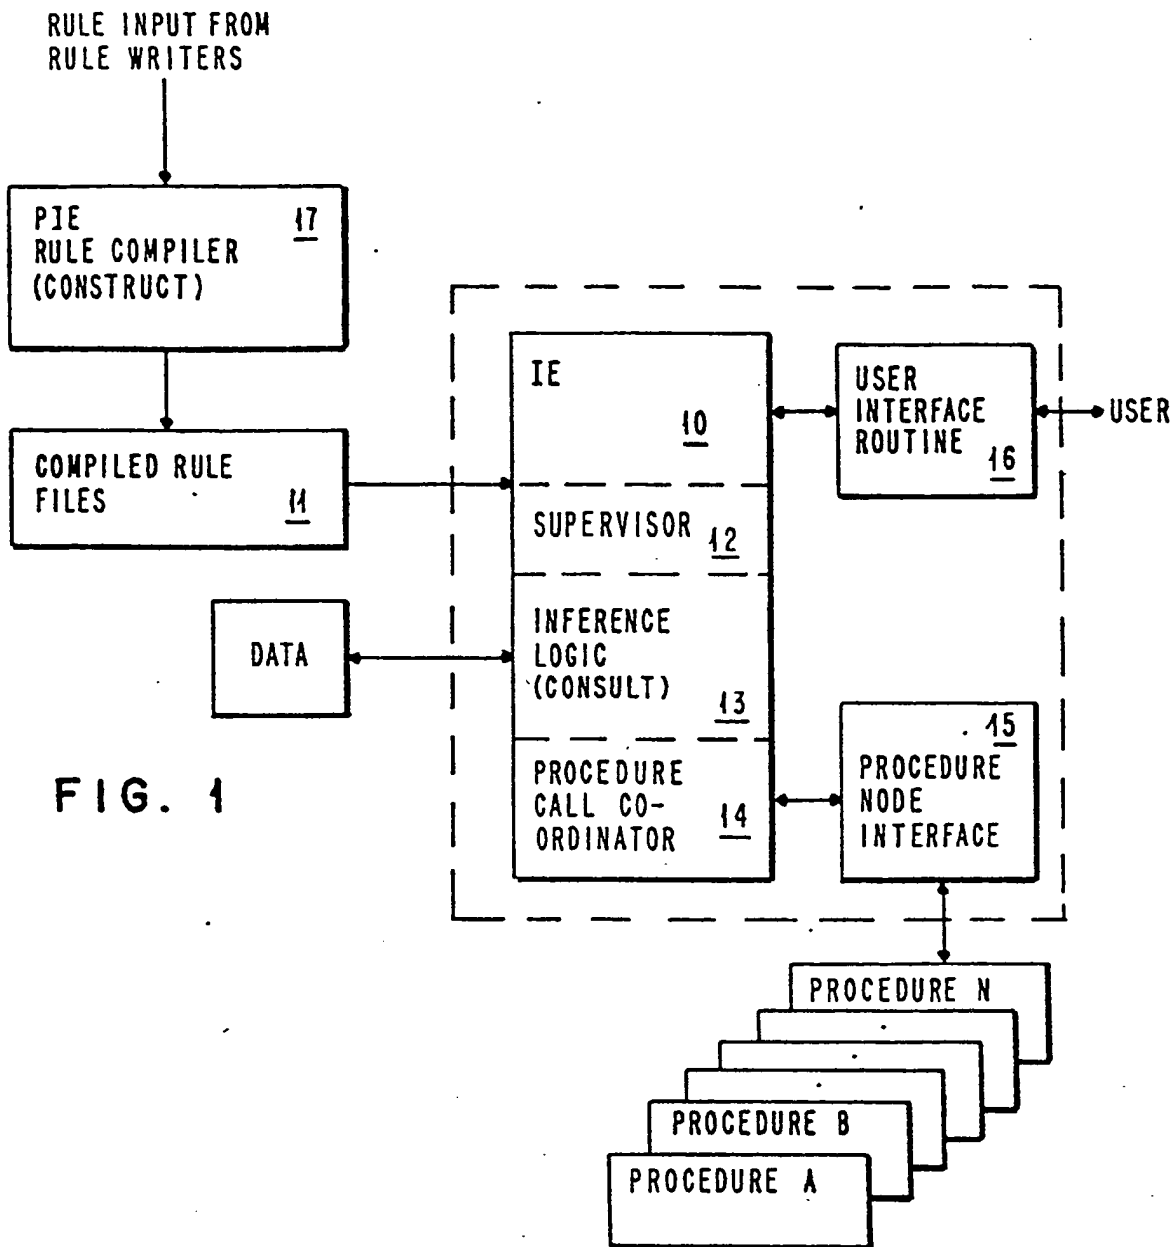 RULE INPUT FROM
RULE WRITERS
PIE 17
RULE COMPILER
(CONSTRUCT)
COMPILED RULE
FILES 11
DATA
IE
10
SUPERVISOR 12
INFERENCE
LOGIC
(CONSULT)
13
PROCEDURE
CALL CO-
ORDINATOR 14
USER
INTERFACE
ROUTINE 16
USER
15
PROCEDURE
NODE
INTERFACE
PROCEDURE N
PROCEDURE B
PROCEDURE A
FIG. 1